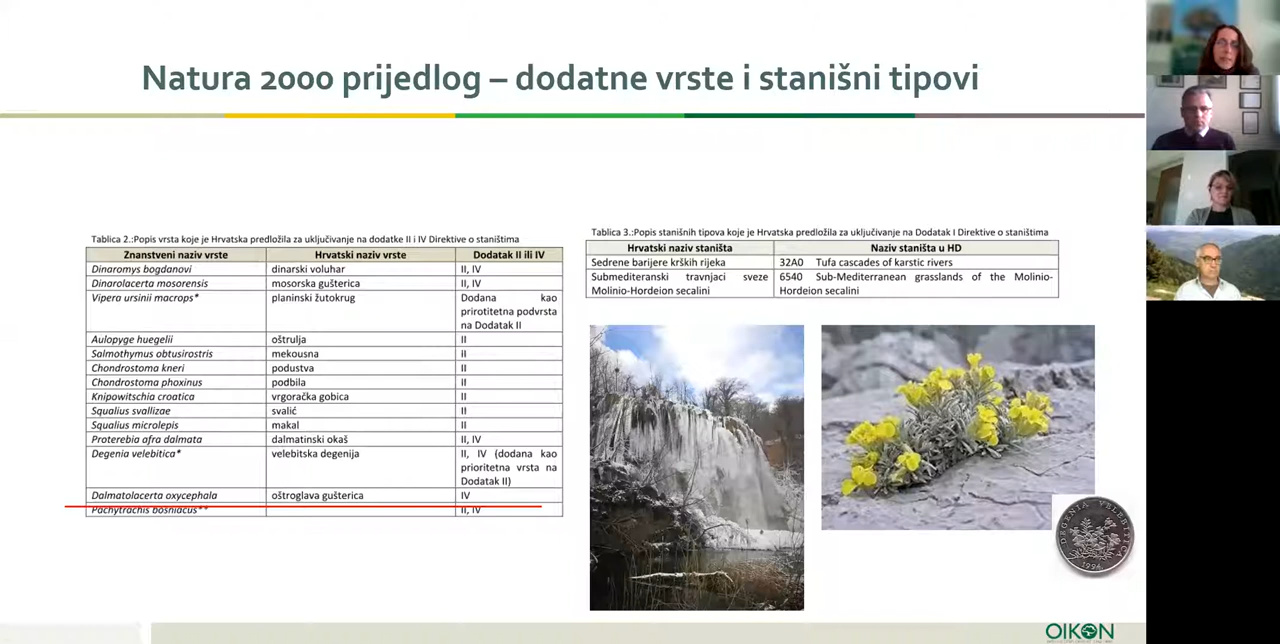 Natura 2000 prijedlog – dodatne vrste i stanišni tipovi
Tablica 2.:Popis vrsta koje je Hrvatska predložila za uključivanje na dodatke II i IV Direktive o staništima
Znanstveni naziv vrste Hrvatski naziv vrste Dodatak II ili IV
Dinaromys bogdanovi dinarski voluhar II, IV
Dinarolacerta mosorensis mosorska gušterica II, IV
Vipera ursinii macrops* planinski žutokrug Dodana kao
prirotitetna podvrsta
na Dodatak II
Aulopyge huegelii oštrulja II
Salmothymus obtusirostris mekousna II
Chondrostoma kneri podustva II
Chondrostoma phoxinus podbila II
Knipowitschia croatica vrgoračka gobica II
Squalius svallizae svalić II
Squalius microlepis makal II
Proterebia afra dalmata dalmatinski okaš II, IV
Degenia velebitica* velebitska degenija II, IV (dodana kao
prioritetna vrsta na
Dodatak II)
Dalmatolacerta oxycephala oštroglava gušterica IV
Pachytrachis bosniacus** II, IV
Tablica 3.:Popis stanišnih tipova koje je Hrvatska predložila za uključivanje na Dodatak I Direktive o staništima
Hrvatski naziv staništa Naziv staništa u HD
Sedrene barijere krških rijeka 32A0 Tufa cascades of karstic rivers
Submediteranski travnjaci sveze 6540 Sub-Mediterranean grasslands of the Molinio-
Molinio-Hordeion secalini Hordeion secalini
DEGENIA VELEBITICA
1994
OIKON